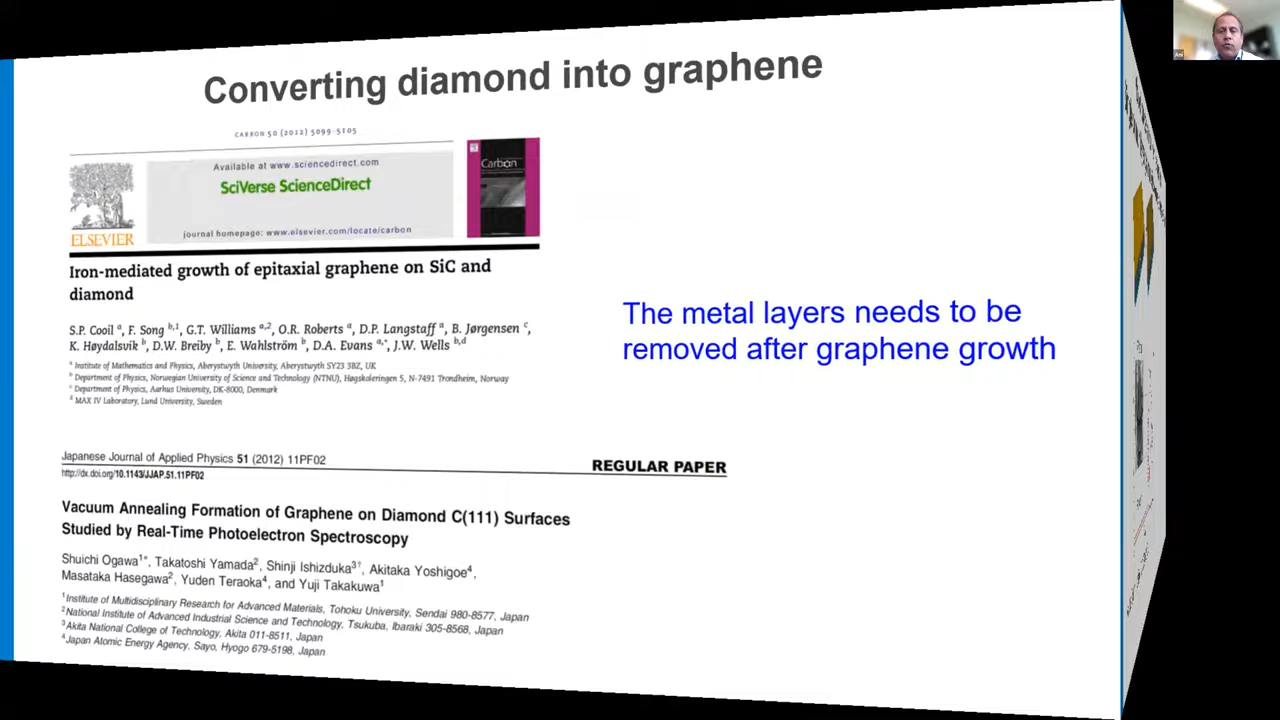 Converting diamond into graphene
CARBON 50 (2012) 5099–5105
Available at www.sciencedirect.com
SciVerse ScienceDirect
journal homepage: www.elsevier.com/locate/carbon
ELSEVIER
Carbon
Iron-mediated growth of epitaxial graphene on SiC and
diamond
S.P. Cooil a, F. Song b,1, G.T. Williams a,2, O.R. Roberts a, D.P. Langstaff a, B. Jørgensen c,
K. Høydalsvik b, D.W. Breiby b, E. Wahlström b, D.A. Evans a,*, J.W. Wells b,d
a Institute of Mathematics and Physics, Aberystwyth University, Aberystwyth SY23 3BZ, UK
b Department of Physics, Norwegian University of Science and Technology (NTNU), Høgskoleringen 5, N-7491 Trondheim, Norway
c Department of Physics, Aarhus University, DK-8000, Denmark
d MAX IV Laboratory, Lund University, Sweden
The metal layers needs to be
removed after graphene growth
Japanese Journal of Applied Physics 51 (2012) 11PF02
REGULAR PAPER
http://dx.doi.org/10.1143/JJAP.51.11PF02
Vacuum Annealing Formation of Graphene on Diamond C(111) Surfaces
Studied by Real-Time Photoelectron Spectroscopy
Shuichi Ogawa1*, Takatoshi Yamada2, Shinji Ishizduka3†, Akitaka Yoshigoe4,
Masataka Hasegawa2, Yuden Teraoka4, and Yuji Takakuwa1
1Institute of Multidisciplinary Research for Advanced Materials, Tohoku University, Sendai 980-8577, Japan
2National Institute of Advanced Industrial Science and Technology, Tsukuba, Ibaraki 305-8568, Japan
3Akita National College of Technology, Akita 011-8511, Japan
4Japan Atomic Energy Agency, Sayo, Hyogo 679-5198, Japan